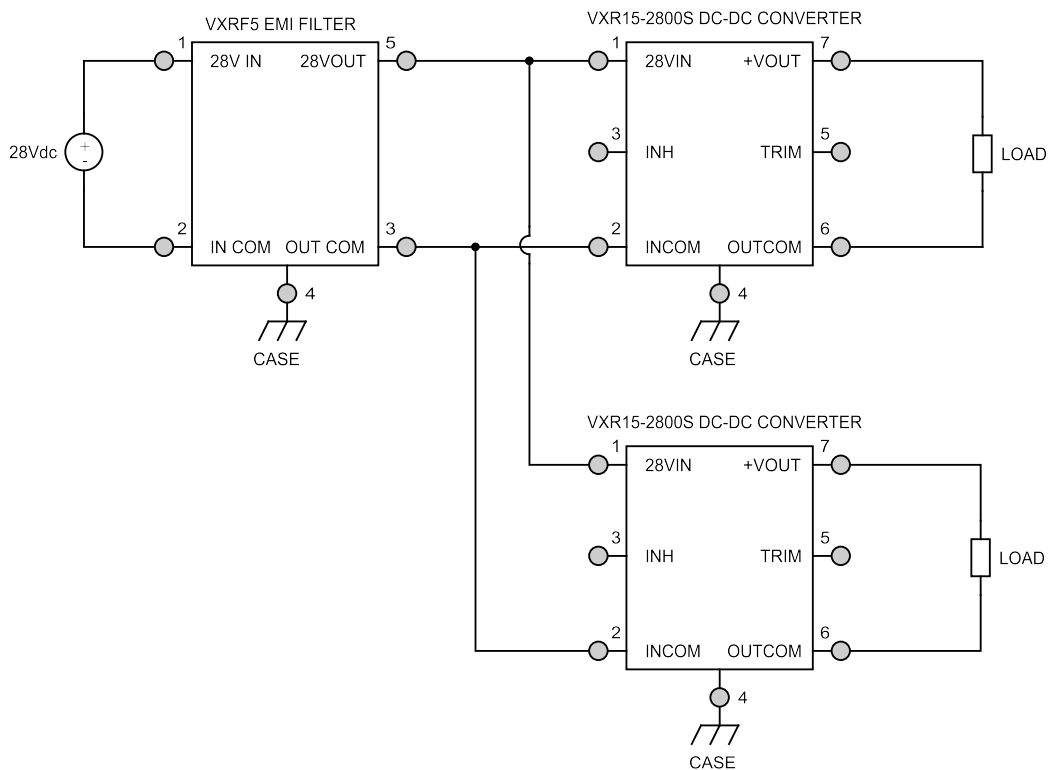 VXRF5 EMI FILTER
VXR15-2800S DC-DC CONVERTER
1
28V IN
28VOUT
5
1
28VIN
+VOUT
7
28Vdc
+
-
3
INH
TRIM
5
LOAD
2
IN COM
OUT COM
3
2
INCOM
OUTCOM
6
4
CASE
4
CASE
VXR15-2800S DC-DC CONVERTER
1
28VIN
+VOUT
7
3
INH
TRIM
5
LOAD
2
INCOM
OUTCOM
6
4
CASE